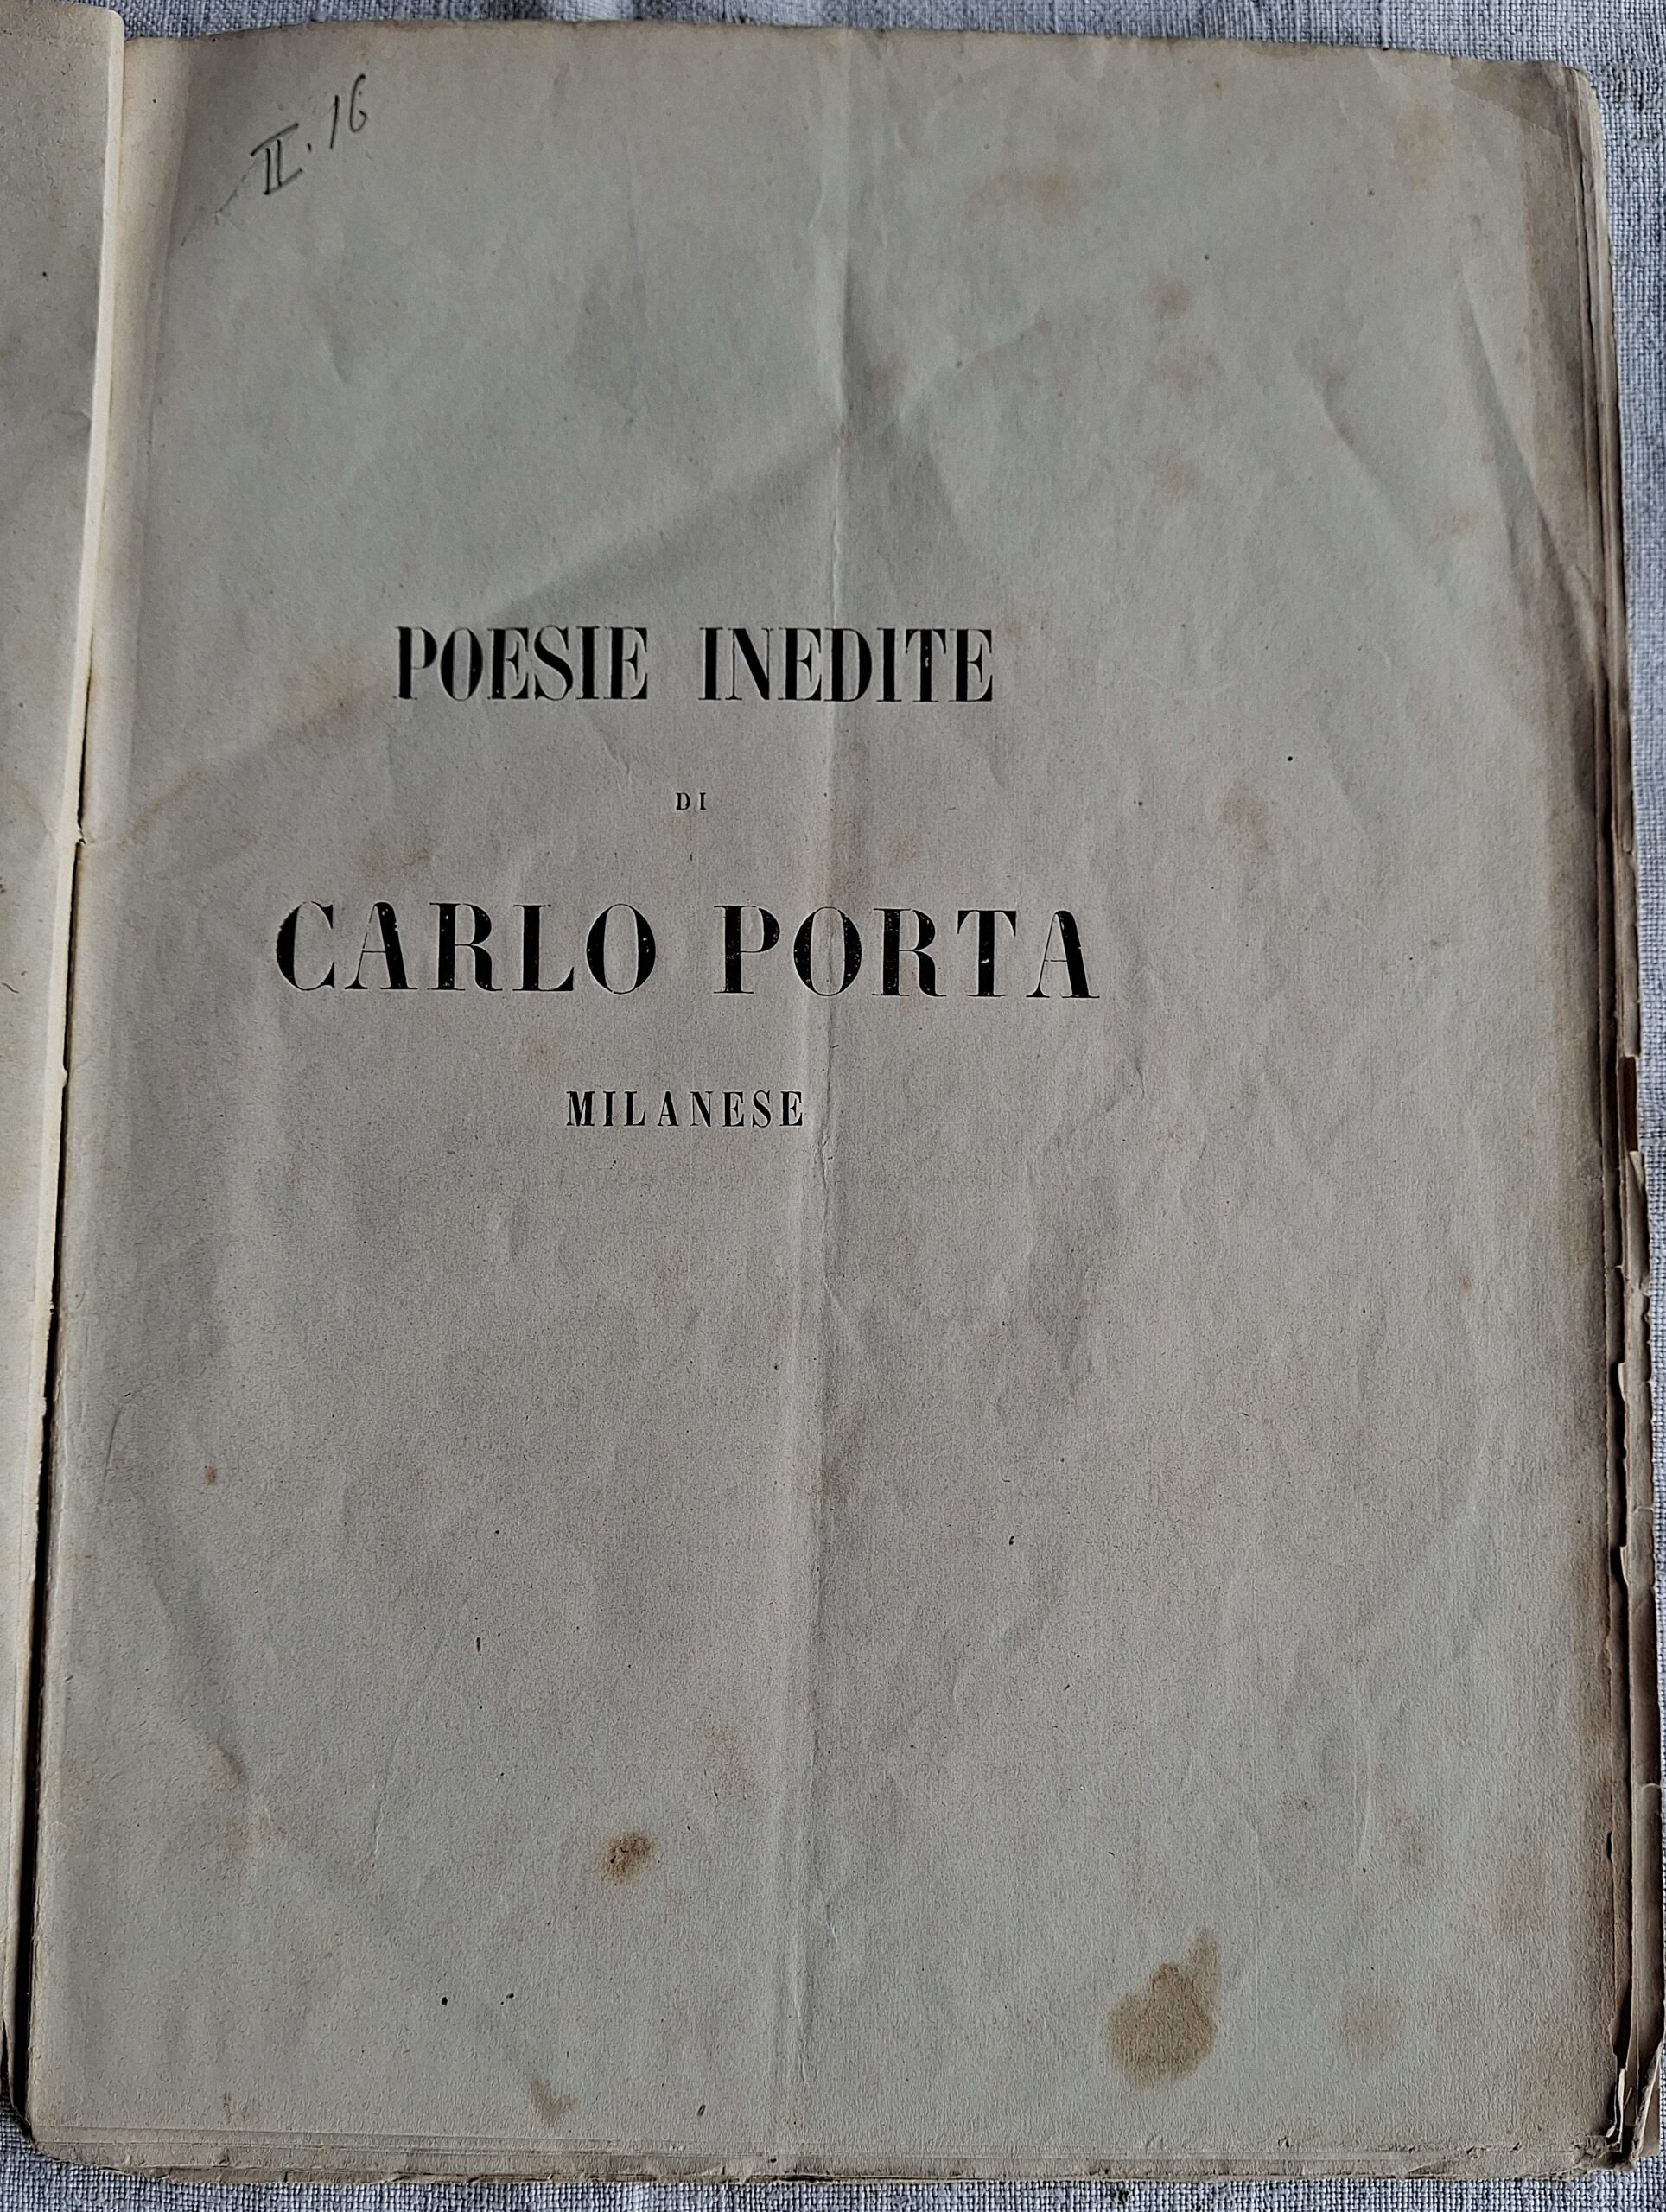 II. 16
POESIE INEDITE
DI
CARLO PORTA
MILANESE